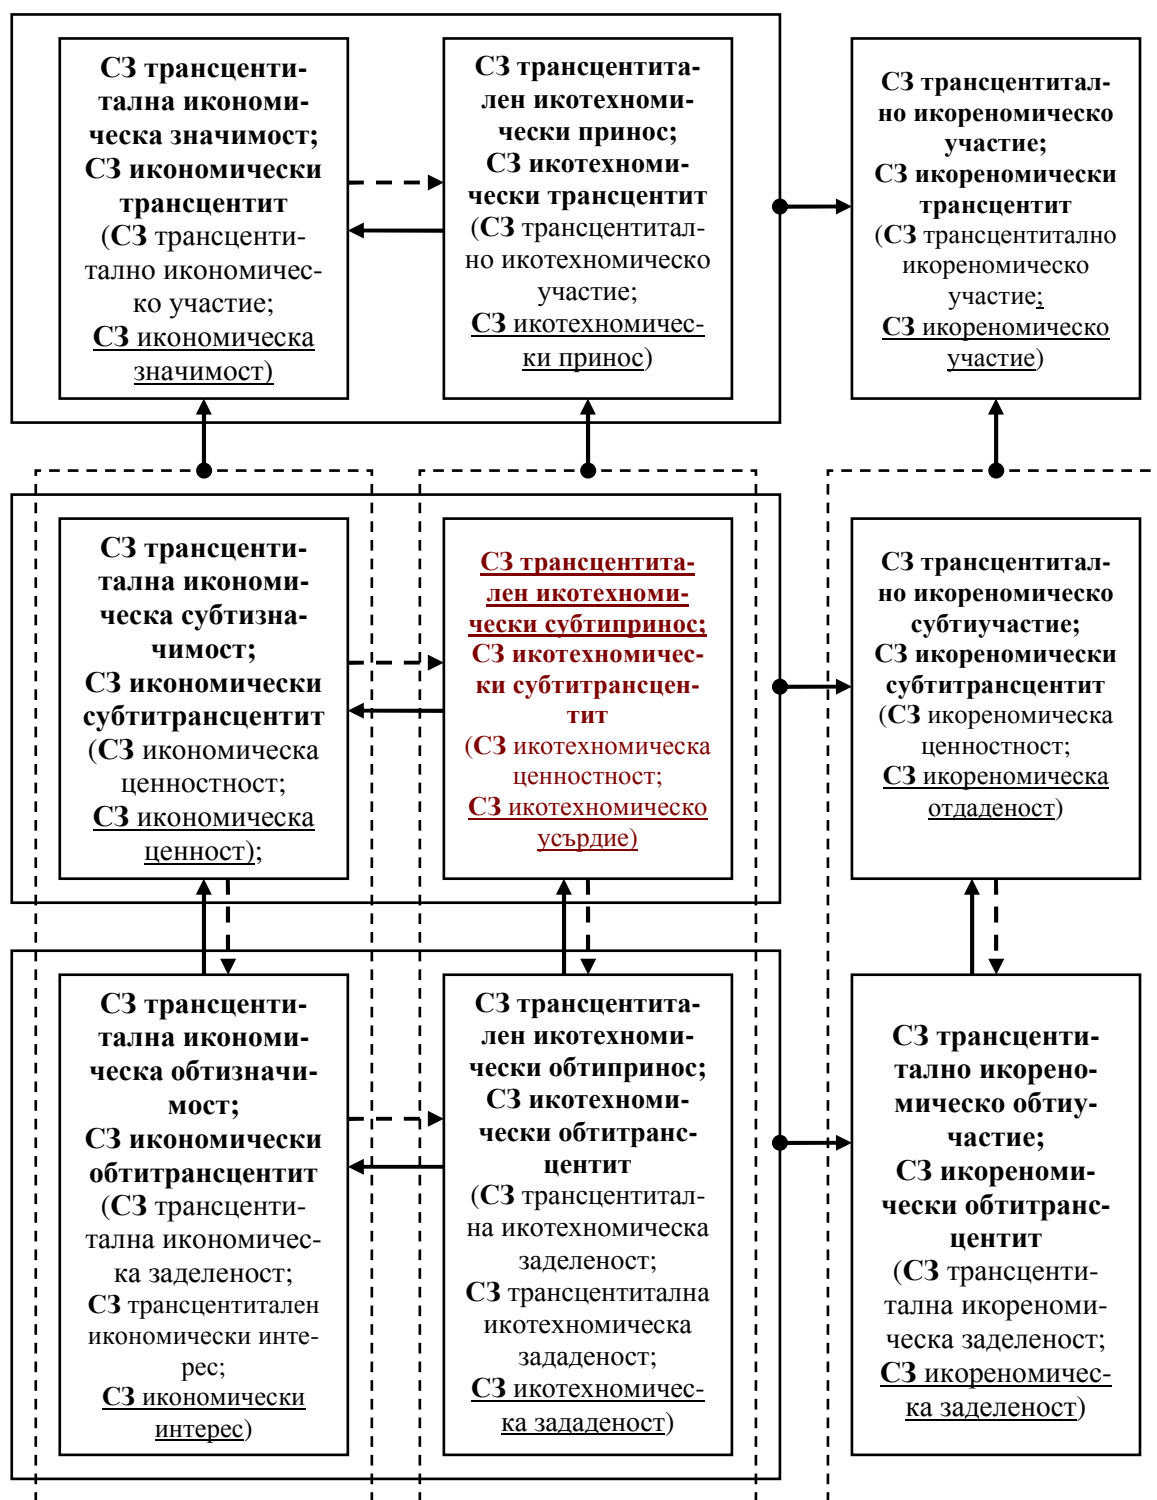 СЗ трансценти-
тална икономи-
ческа значимост;
СЗ икономически
трансцентит
(СЗ трансценти-
тално икономичес-
ко участие;
СЗ икономическа
значимост)
СЗ трансцентита-
лен икотехноми-
чески принос;
СЗ икотехноми-
чески трансцентит
(СЗ трансцентитал-
но икотехномическо
участие;
СЗ икотехномичес-
ки принос)
СЗ трансцентитал-
но икореномическо
участие;
СЗ икореномически
трансцентит
(СЗ трансцентитално
икореномическо
участие;
СЗ икореномическо
участие)
СЗ трансценти-
тална икономи-
ческа субтизна-
чимост;
СЗ икономически
субтитрансцентит
(СЗ икономическа
ценностност;
СЗ икономическа
ценност);
СЗ трансцентита-
лен икотехноми-
чески субтипринос;
СЗ икотехномичес-
ки субтитрансцен-
тит
(СЗ икотехномическа
ценностност;
СЗ икотехномическо
усърдие)
СЗ трансцентитал-
но икореномическо
субтиучастие;
СЗ икореномически
субтитрансцентит
(СЗ икореномическа
ценностност;
СЗ икореномическа
отдаденост)
СЗ трансценти-
тална икономи-
ческа обтизначи-
мост;
СЗ икономически
обтитрансцентит
(СЗ трансценти-
тална икономичес-
ка заделеност;
СЗ трансцентитален
икономически инте-
рес;
СЗ икономически
интерес)
СЗ трансцентита-
лен икотехноми-
чески обтипринос;
СЗ икотехноми-
чески обтитранс-
центит
(СЗ трансцентитал-
на икотехномическа
заделеност;
СЗ трансцентитална
икотехномическа
зададеност;
СЗ икотехномичес-
ка зададеност)
СЗ трансценти-
тално икорено-
мическо обтиу-
частие;
СЗ икореноми-
чески обтитранс-
центит
(СЗ трансценти-
тална икореноми-
ческа заделеност;
СЗ икореномичес-
ка заделеност)